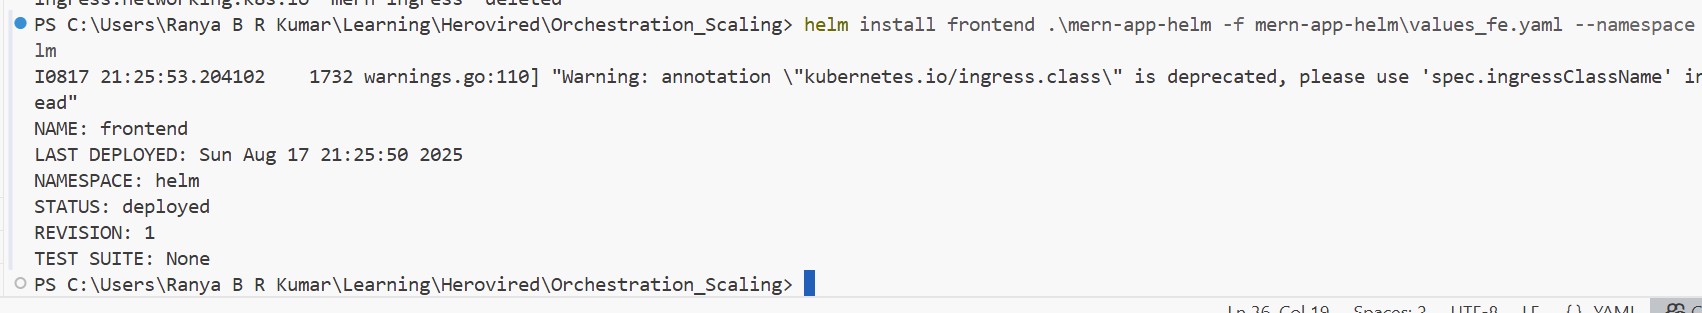 ingress.networking.k8s.io "mern-ingress" deleted
PS C:\Users\Ranya B R Kumar\Learning\Herovired\Orchestration_Scaling> helm install frontend .\mern-app-helm -f mern-app-helm\values_fe.yaml --namespace
lm
I0817 21:25:53.204102    1732 warnings.go:110] "Warning: annotation \"kubernetes.io/ingress.class\" is deprecated, please use 'spec.ingressClassName' in
ead"
NAME: frontend
LAST DEPLOYED: Sun Aug 17 21:25:50 2025
NAMESPACE: helm
STATUS: deployed
REVISION: 1
TEST SUITE: None
PS C:\Users\Ranya B R Kumar\Learning\Herovired\Orchestration_Scaling>
Ln 26, Col 19 Spaces: 2 UTF-8 LF {} YAML